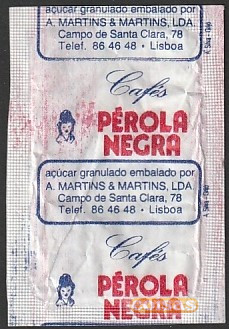 açúcar granulado embalado por
A. MARTINS & MARTINS, LDA.
Campo de Santa Clara, 78
Telef. 86 46 48 • Lisboa
Cafés
PÉROLA
NEGRA
açúcar granulado embalado por
A. MARTINS & MARTINS, LDA
Campo de Santa Clara, 78
Telef. 86 46 48 • Lisboa
Cafés
PÉROLA
NEGRA